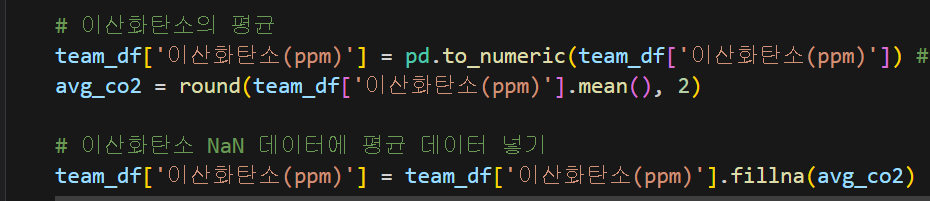 # 이산화탄소의 평균
team_df['이산화탄소(ppm)'] = pd.to_numeric(team_df['이산화탄소(ppm)']) #
avg_co2 = round(team_df['이산화탄소(ppm)'].mean(), 2)
# 이산화탄소 NaN 데이터에 평균 데이터 넣기
team_df['이산화탄소(ppm)'] = team_df['이산화탄소(ppm)'].fillna(avg_co2)